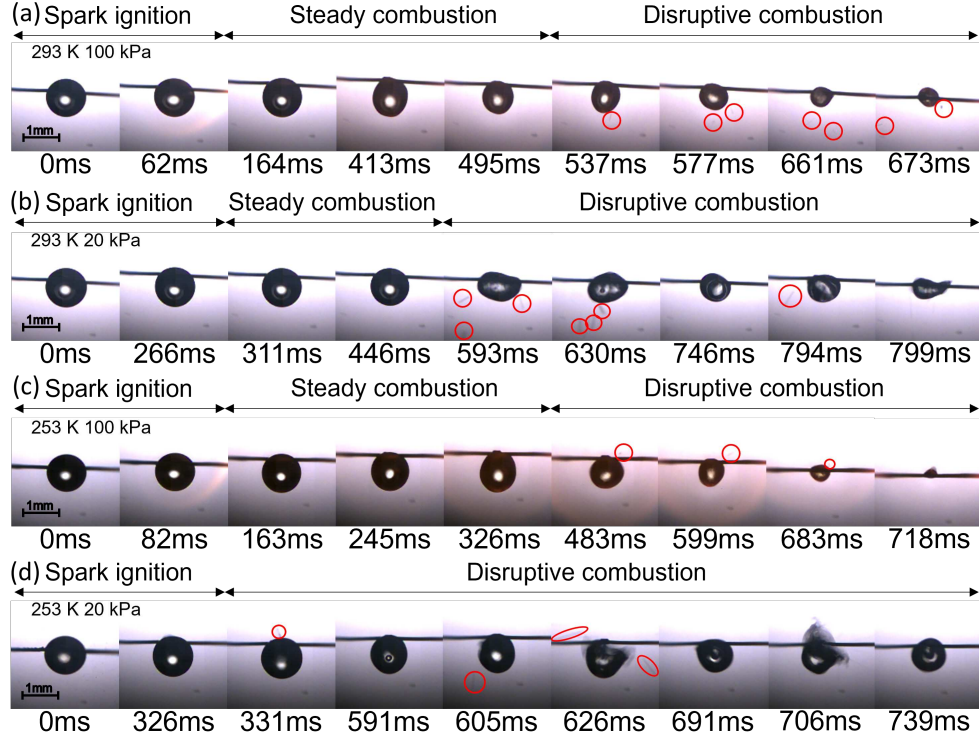 (a) Spark ignition Steady combustion Disruptive combustion
293 K 100 kPa
1mm
0ms 62ms 164ms 413ms 495ms 537ms 577ms 661ms 673ms
(b) Spark ignition Steady combustion Disruptive combustion
293 K 20 kPa
1mm
0ms 266ms 311ms 446ms 593ms 630ms 746ms 794ms 799ms
(c) Spark ignition Steady combustion Disruptive combustion
253 K 100 kPa
1mm
0ms 82ms 163ms 245ms 326ms 483ms 599ms 683ms 718ms
(d) Spark ignition Disruptive combustion
253 K 20 kPa
1mm
0ms 326ms 331ms 591ms 605ms 626ms 691ms 706ms 739ms